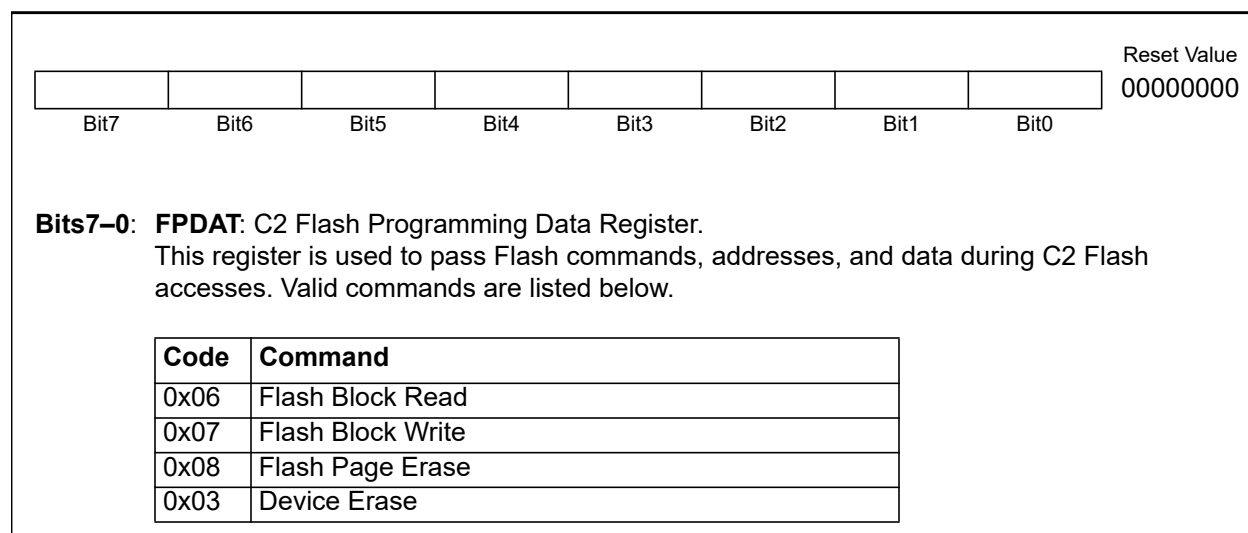 Reset Value
00000000
Bit7 Bit6 Bit5 Bit4 Bit3 Bit2 Bit1 Bit0
Bits7–0: FPDAT: C2 Flash Programming Data Register.
This register is used to pass Flash commands, addresses, and data during C2 Flash
accesses. Valid commands are listed below.
Code Command
0x06 Flash Block Read
0x07 Flash Block Write
0x08 Flash Page Erase
0x03 Device Erase